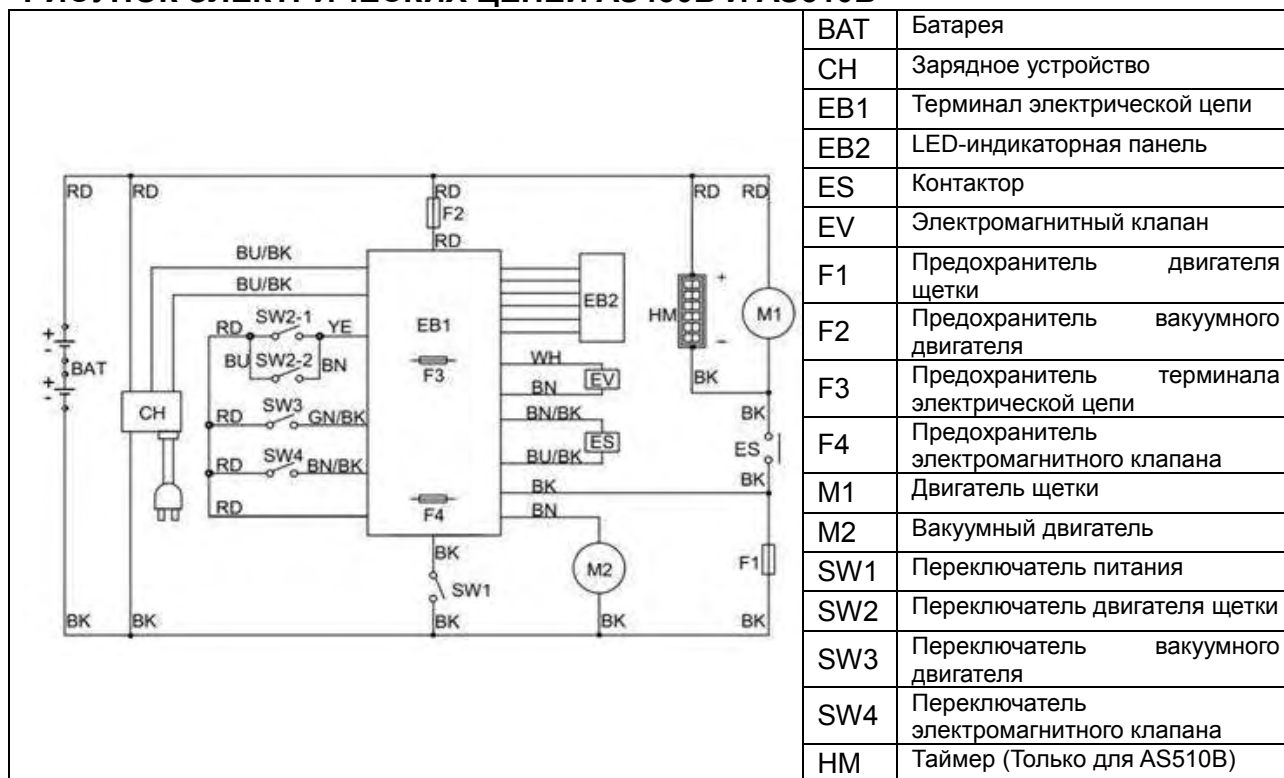 РИСУНОК ЭЛЕКТРИЧЕСКИХ ЦЕПЕЙ И AS510B
RD
RD
RD
F2
RD
RD
RD
BU/BK
BU/BK
SW2-1
RD
YE
BU
SW2-2
BN
SW3
RD
GN/BK
SW4
RD
BN/BK
RD
+
-
BAT
+
-
CH
EB1
F3
F4
EB2
WH
EV
BN
BN/BK
ES
BU/BK
BK
BN
HM
+
−
BK
M1
BK
ES
BK
F1
M2
BK
SW1
BK
BK
BK
BK
BK
BAT Батарея
CH Зарядное устройство
EB1 Терминал электрической цепи
EB2 LED-индикаторная панель
ES Контактор
EV Электромагнитный клапан
F1 Предохранитель двигателя
щетки
F2 Предохранитель вакуумного
двигателя
F3 Предохранитель терминала
электрической цепи
F4 Предохранитель
электромагнитного клапана
M1 Двигатель щетки
M2 Вакуумный двигатель
SW1 Переключатель питания
SW2 Переключатель двигателя щетки
SW3 Переключатель вакуумного
двигателя
SW4 Переключатель
электромагнитного клапана
HM Таймер (Только для AS510B)